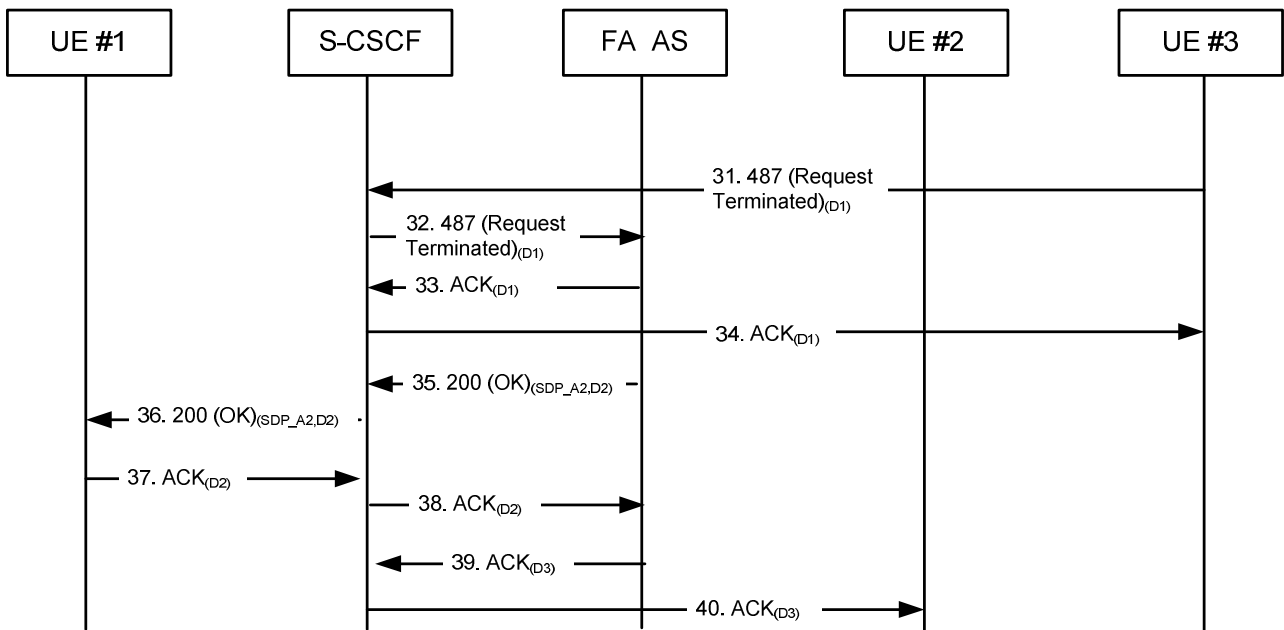 UE #1
S-CSCF
FA AS
UE #2
UE #3
31. 487 (Request
Terminated)(D1)
32. 487 (Request
Terminated)(D1)
33. ACK(D1)
34. ACK(D1)
35. 200 (OK)(SDP_A2,D2)
36. 200 (OK)(SDP_A2,D2)
37. ACK(D2)
38. ACK(D2)
39. ACK(D3)
40. ACK(D3)